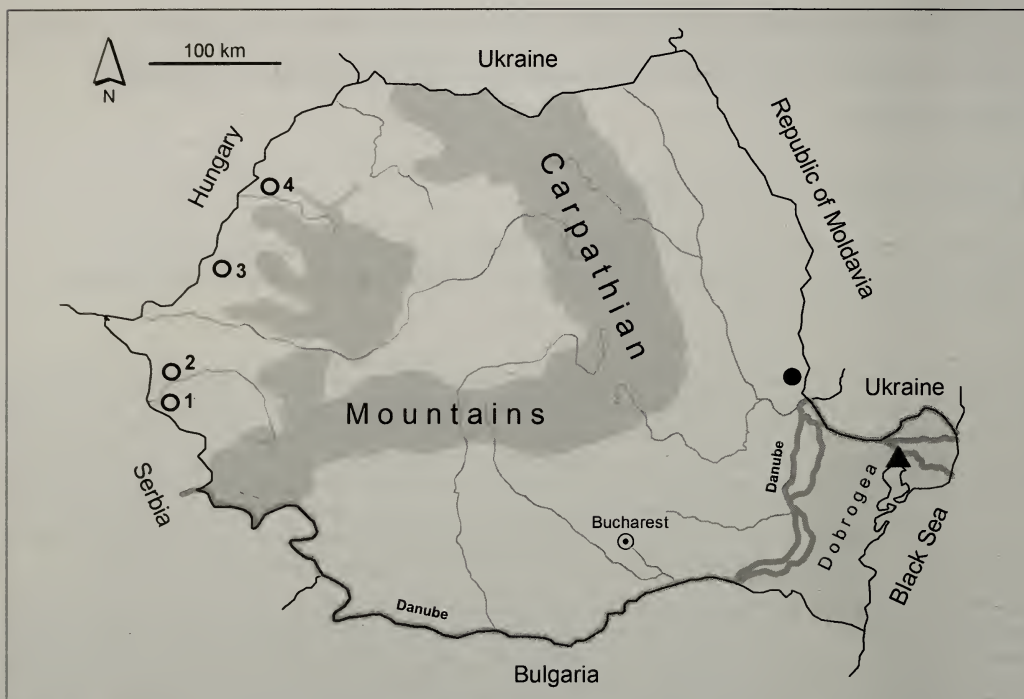 100 km
N
Ukraine
Hungary
Republic of Moldavia
4
Carpathian
3
2
1
Ukraine
Mountains
Serbia
Danube
Dobrogea
Bucharest
Black Sea
Danube
Bulgaria